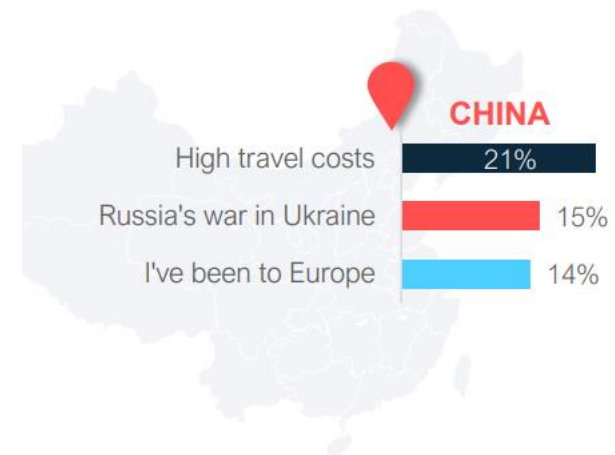 CHINA
High travel costs 21%
Russia's war in Ukraine 15%
I've been to Europe 14%